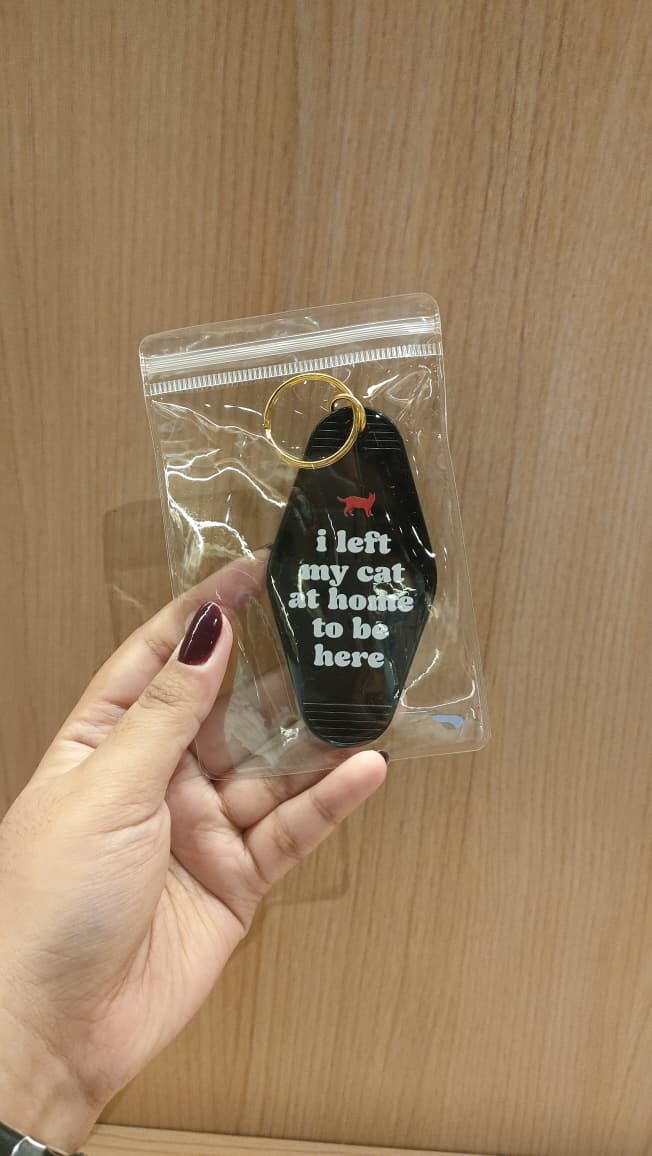 i left
my cat
at home
to be
here